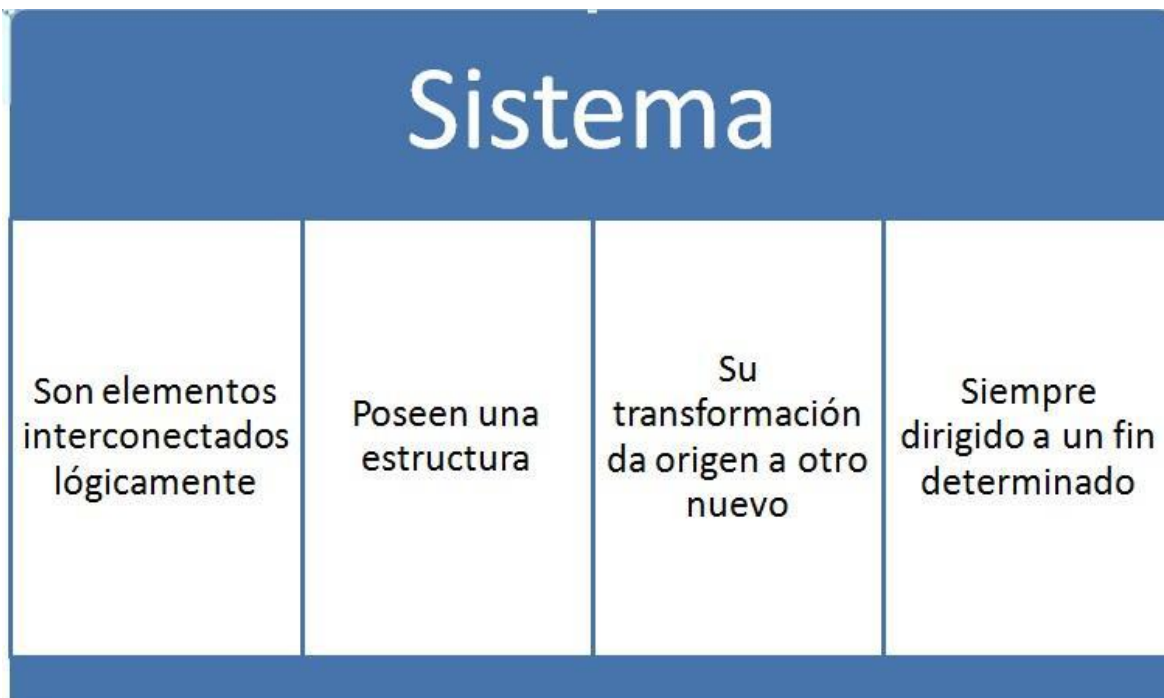 Sistema
Son elementos
interconectados
lógicamente
Poseen una
estructura
Su
transformación
da origen a otro
nuevo
Siempre
dirigido a un fin
determinado